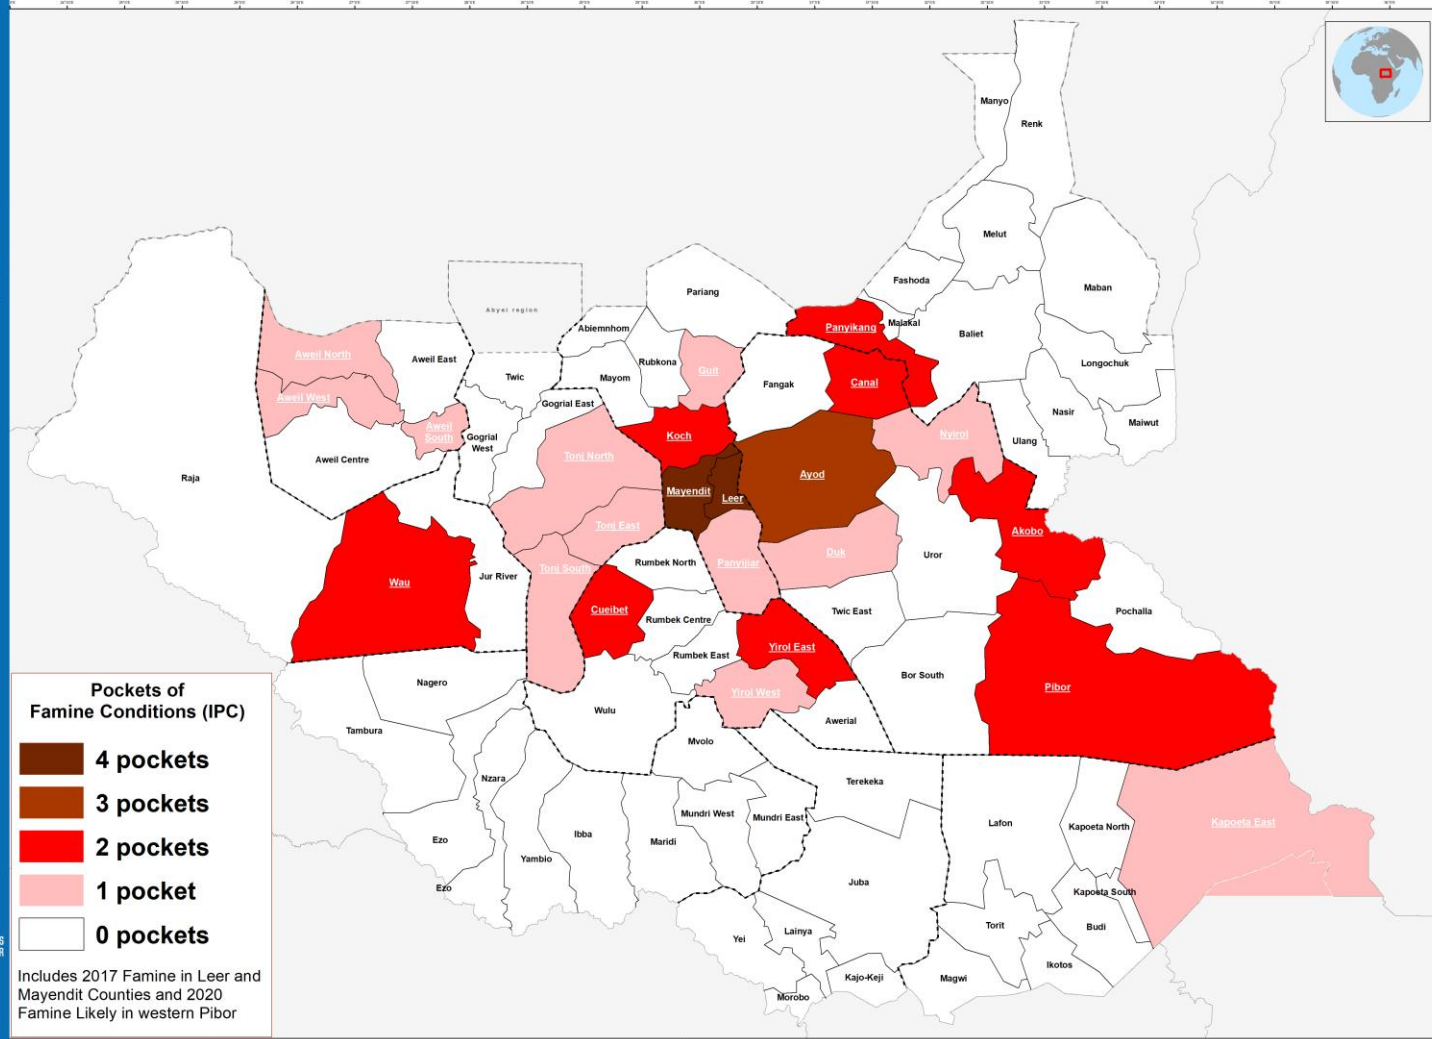 Manyo
Renk
Melut
Fashoda
Maban
Pariang
Abyei region
Panyikang
Malakal
Baliet
Abiemnhom
Aweil North
Aweil East
Rubkona
Guit
Longochuk
Twic
Mayom
Fangak
Canal
Aweil West
Gogrial East
Nasir
Maiwut
Aweil
South
Gogrial
West
Koch
Nyirol
Ulang
Aweil Centre
Tonj North
Raja
Ayod
Mayendit
Leer
Tonj East
Akobo
Duk
Uror
Rumbek North
Panyijiar
Tonj South
Jur River
Wau
Cueibet
Twic East
Pochalla
Rumbek Centre
Yirol East
Rumbek East
Bor South
Nagero
Pibor
Yirol West
Wulu
Awerial
Tambura
Mvolo
Nzara
Terekeka
Mundri West
Mundri East
Lafon
Kapoeta North
Kapoeta East
Ezo
Ibba
Maridi
Yambio
Juba
Ezo
Kapoeta South
Torit
Budi
Lainya
Yei
Ikotos
Kajo-Keji
Magwi
Morobo
Pockets of
Famine Conditions (IPC)
4 pockets
3 pockets
2 pockets
1 pocket
0 pockets
Includes 2017 Famine in Leer and
Mayendit Counties and 2020
Famine Likely in western Pibor